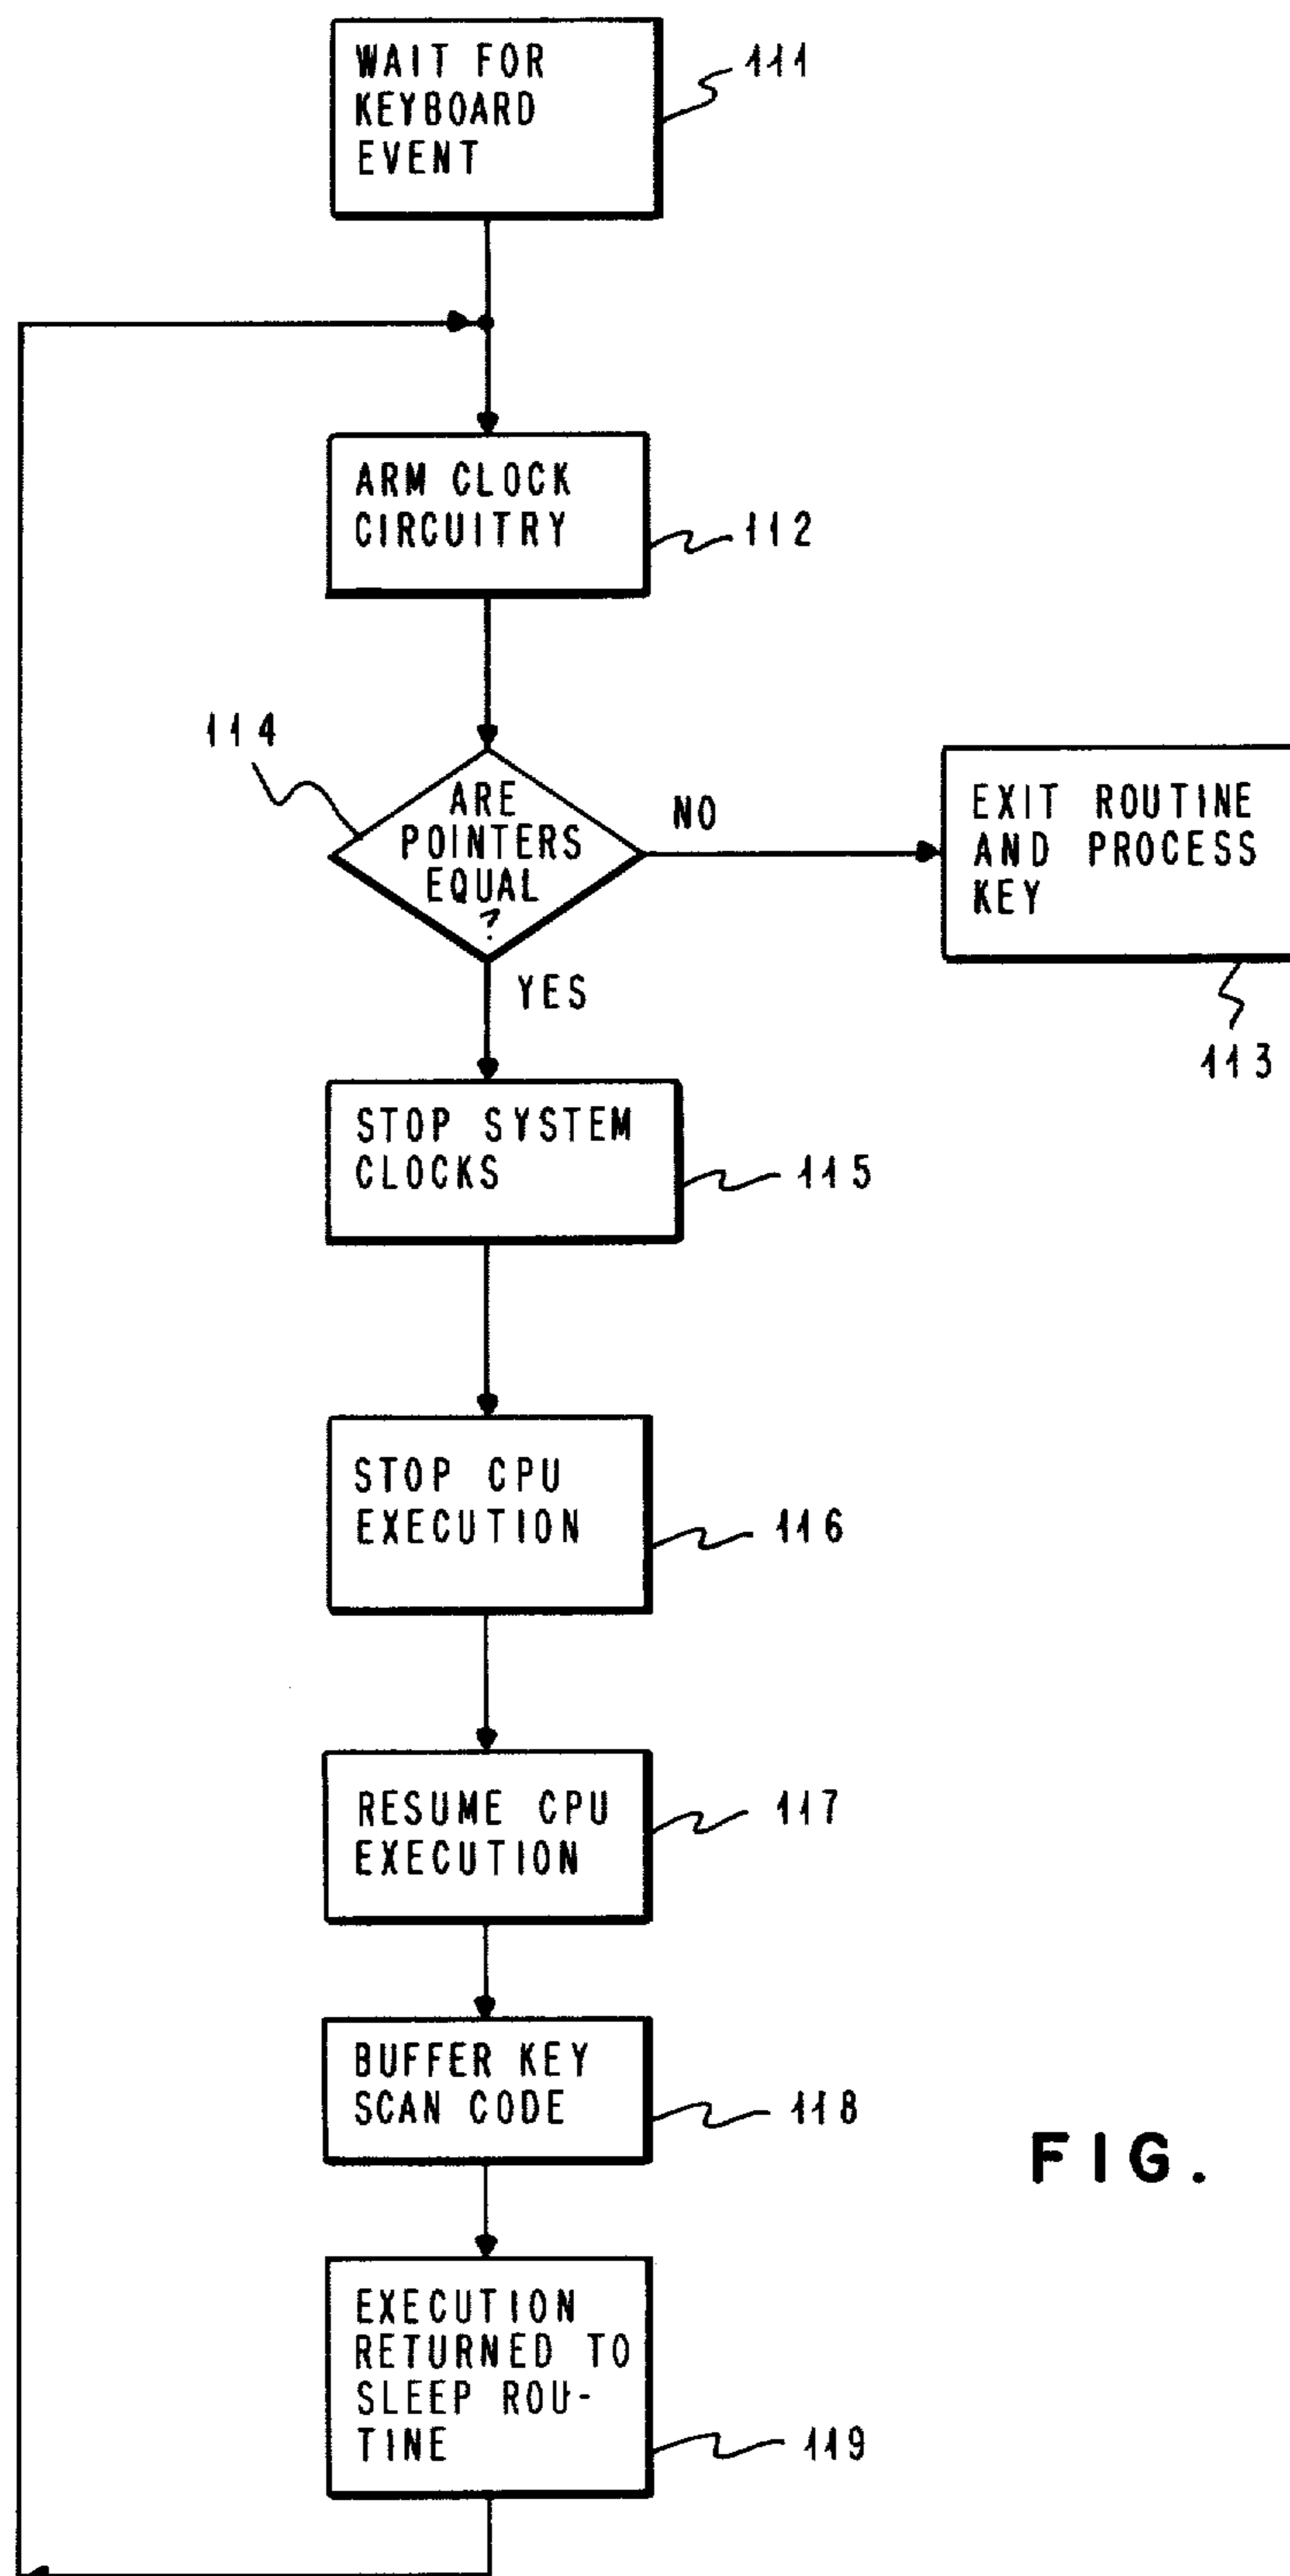 WAIT FOR
KEYBOARD
EVENT
111
ARM CLOCK
CIRCUITRY
112
114
ARE
POINTERS
EQUAL
?
NO
EXIT ROUTINE
AND PROCESS
KEY
113
YES
STOP SYSTEM
CLOCKS
115
STOP CPU
EXECUTION
116
RESUME CPU
EXECUTION
117
BUFFER KEY
SCAN CODE
118
FIG.
EXECUTION
RETURNED TO
SLEEP ROU-
TINE
119